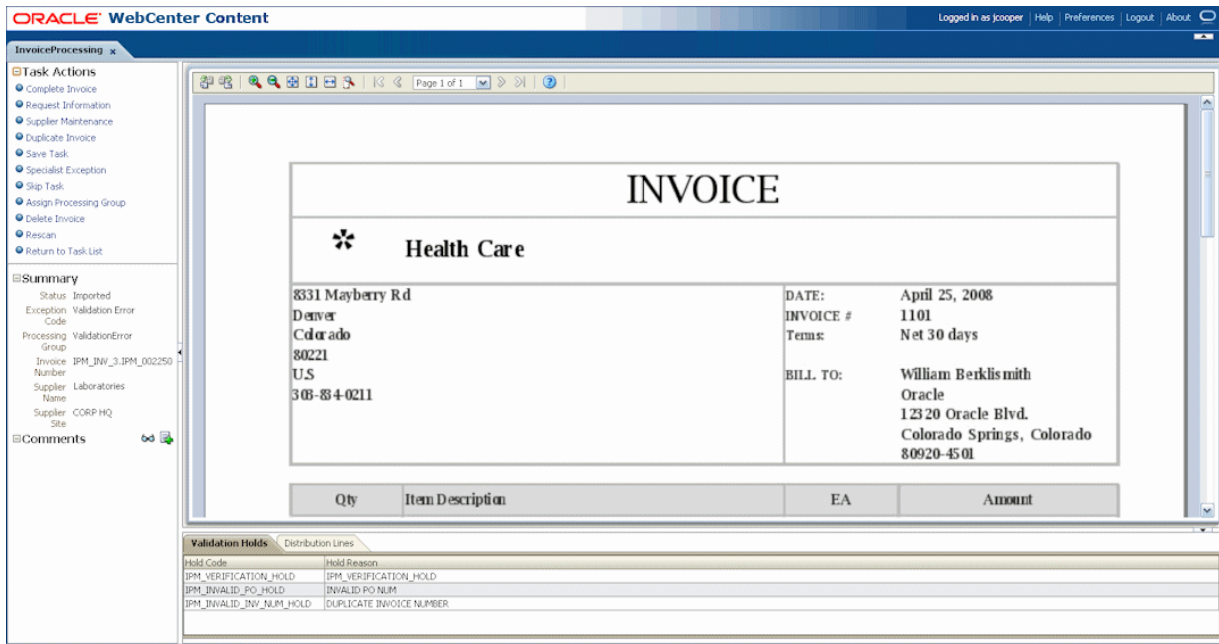 ORACLE WebCenter Content
Logged in as jcooper Help Preferences Logout About
InvoiceProcessing x
Task Actions
Complete Invoice
Request Information
Supplier Maintenance
Duplicate Invoice
Save Task
Specialist Exception
Skip Task
Assign Processing Group
Delete Invoice
Rescan
Return to Task List
Summary
Status Imported
Exception Code Validation Error
Processing Group ValidationError
Invoice Number IPM_INV_3.IPM_002250
Supplier Name Laboratories
Supplier Site CORP HQ
Comments
Page 1 of 1
INVOICE
* Health Care
8331 Mayberry Rd
Denver
Colorado
80221
US
303-834-0211
DATE: April 25, 2008
INVOICE # 1101
Terms: Net 30 days
BILL TO: William Berklismith
Oracle
12320 Oracle Blvd.
Colorado Springs, Colorado
80920-4501
Qty Item Description EA Amount
Validation Holds Distribution Lines
Hold Code Hold Reason
IPM_VERIFICATION_HOLD IPM_VERIFICATION_HOLD
IPM_INVALID_PO_HOLD INVALID PO NUM
IPM_INVALID_INV_NUM_HOLD DUPLICATE INVOICE NUMBER